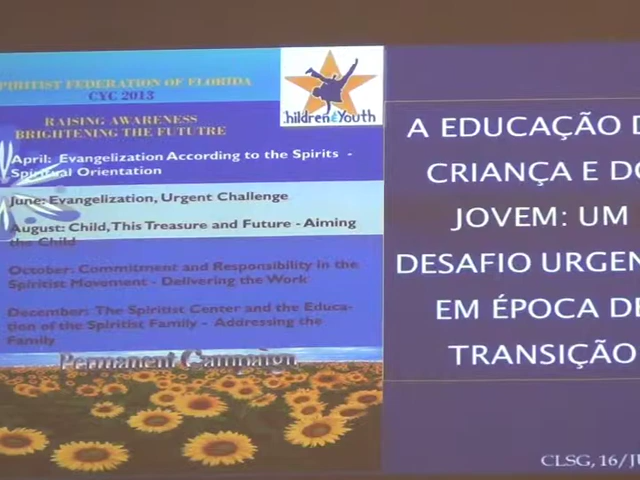 SPIRITIST FEDERATION OF FLORIDA
CYC 2013
RAISING AWARENESS
BRIGHTENING THE FUTUTRE
Children&Youth
April: Evangelization According to the Spirits -
Spiritual Orientation
June: Evangelization, Urgent Challenge
August: Child, This Treasure and Future - Aiming
the Child
October: Commitment and Responsibility in the
Spiritist Movement - Delivering the Work
December: The Spiritist Center and the Educa-
tion of the Spiritist Family - Addressing the
Family
Permanent Campaign
A EDUCAÇÃO D
CRIANÇA E DO
JOVEM: UM
DESAFIO URGEN
EM ÉPOCA DE
TRANSIÇÃO
CLSG, 16/JU